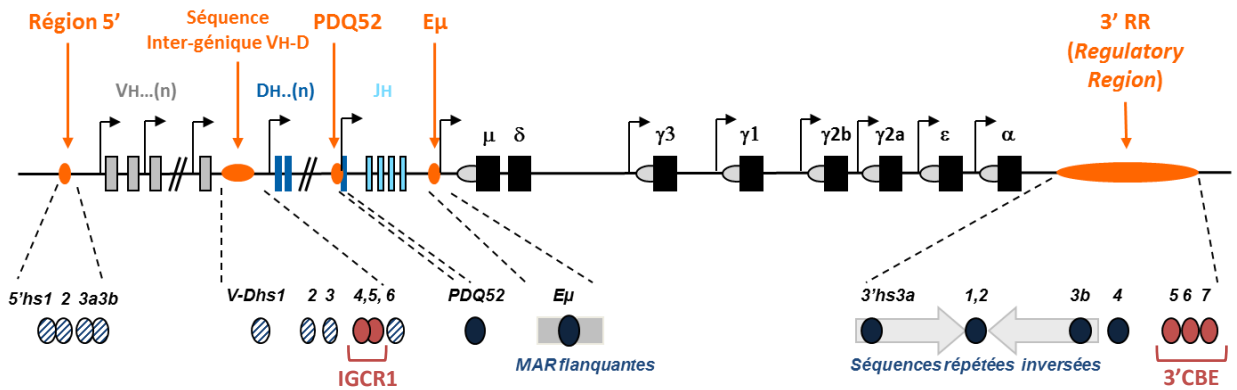 Région 5'
Séquence
Inter-génique VH-D
PDQ52
Eμ
3' RR
(Regulatory
Region)
VH...(n)
DH..(n)
JH
μ δ γ3 γ1 γ2b γ2a ε α
5'hs1 2 3a3b
V-Dhs1 2 3 4,5, 6
PDQ52
Eμ
3'hs3a 1,2 3b 4 5 6 7
MAR flanquantes
Séquences répétées inversées
IGCR1
3'CBE